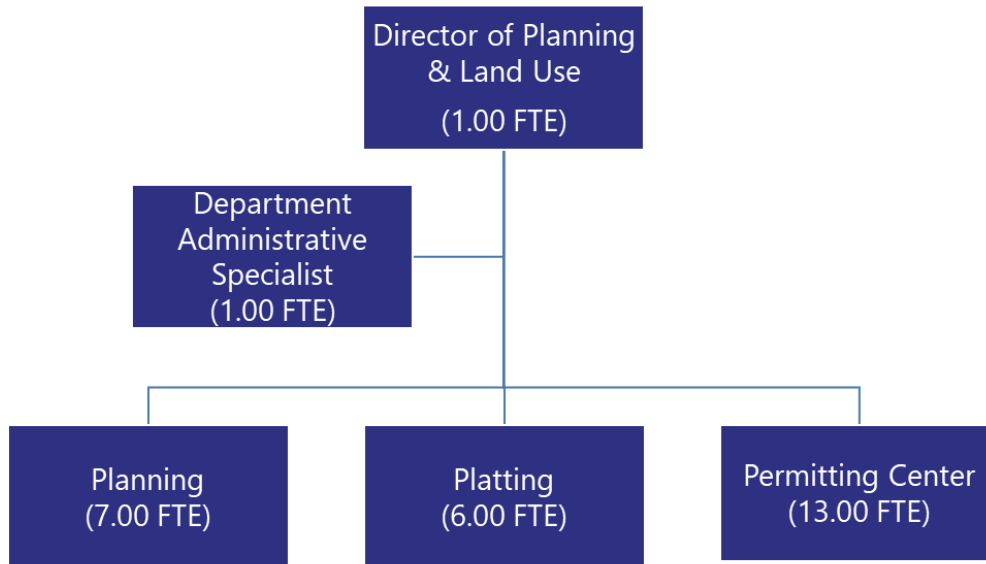 Director of Planning
& Land Use
(1.00 FTE)
Department
Administrative
Specialist
(1.00 FTE)
Planning
(7.00 FTE)
Platting
(6.00 FTE)
Permitting Center
(13.00 FTE)